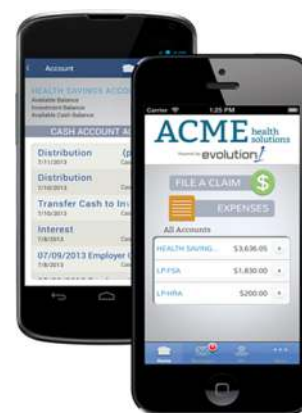 Account
HEALTH SAVINGS ACCO
Available Balance
Investment Balance
Available Cash Balance
CASH ACCOUNT AC
Distribution
7/11/2013
Distribution
7/10/2013
Transfer Cash to In
7/10/2013
Interest
7/8/2013
07/09/2013 Employer
7/8/2013
Carrier
1:25 PM
ACME health
solutions
evolution1
FILE A CLAIM $
EXPENSES
All Accounts
HEALTH SAVING... $3,636.05
LP-FSA $1,830.00
LP-HRA $200.00
Home